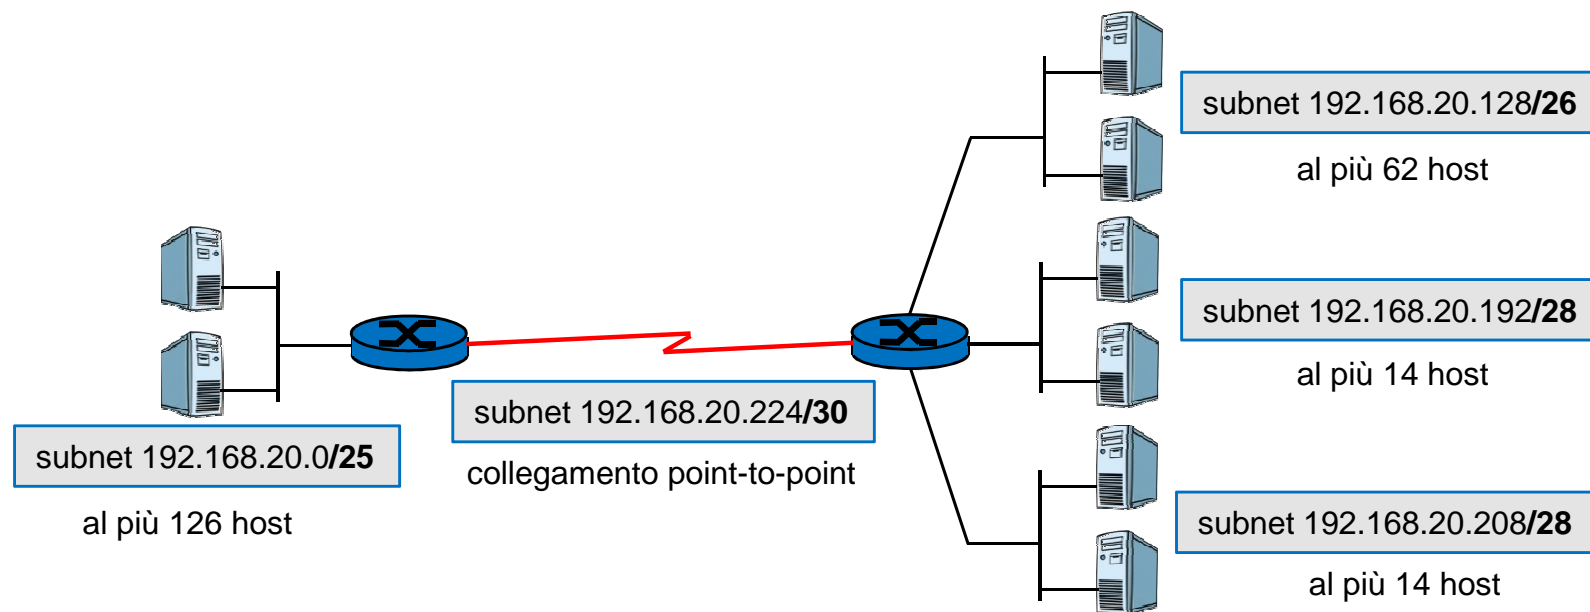 subnet 192.168.20.128/26
al più 62 host
subnet 192.168.20.192/28
al più 14 host
subnet 192.168.20.224/30
collegamento point-to-point
subnet 192.168.20.0/25
al più 126 host
subnet 192.168.20.208/28
al più 14 host